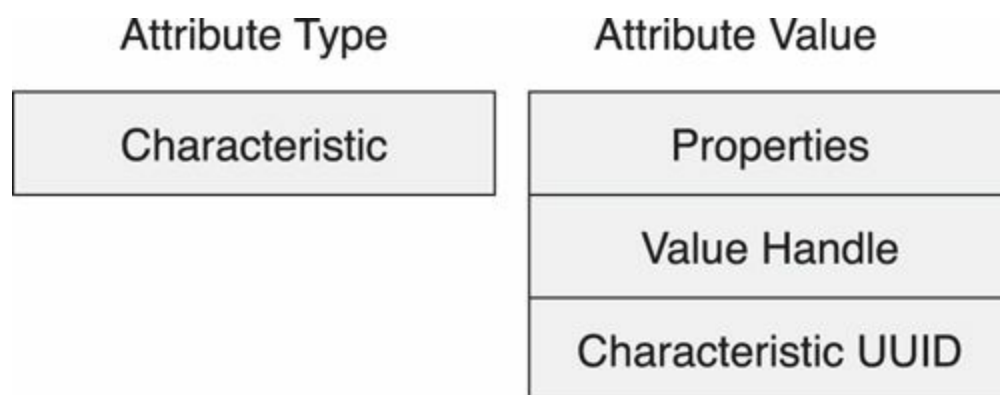 Attribute Type Attribute Value
Characteristic Properties
Value Handle
Characteristic UUID